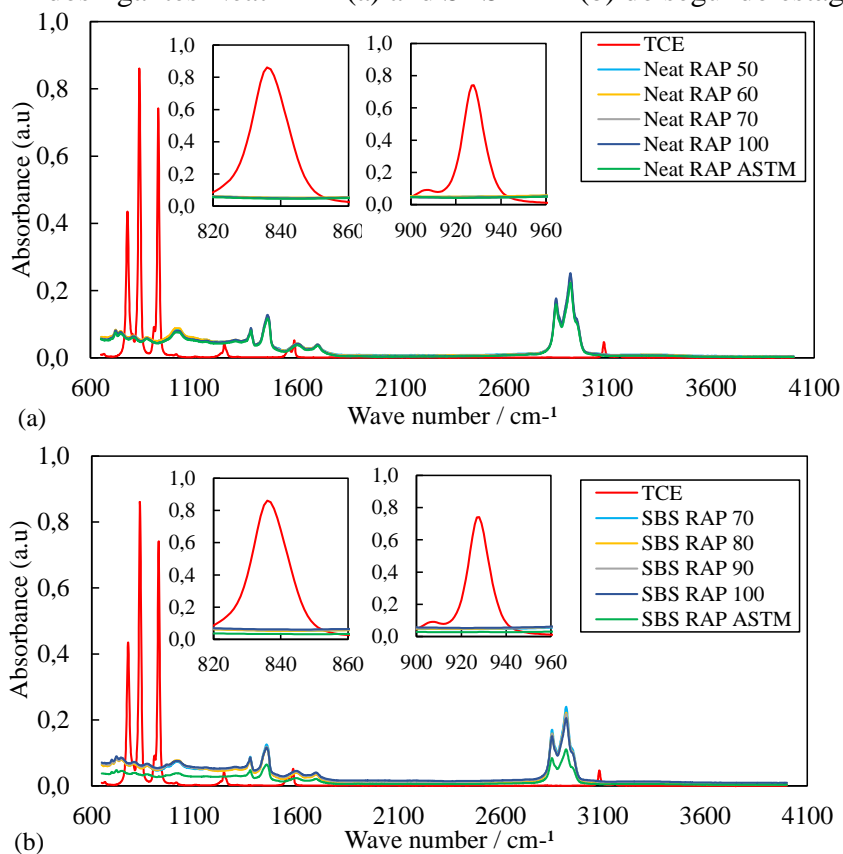 (a) and SBS (b) do segundo
1,0
0,8
0,6
0,4
0,2
0,0
Absorbance (a.u)
1,0
0,8
0,6
0,4
0,2
0,0
820 840 860
1,0
0,8
0,6
0,4
0,2
0,0
900 920 940 960
TCE
Neat RAP 50
Neat RAP 60
Neat RAP 70
Neat RAP 100
Neat RAP ASTM
600 1100 1600 2100 2600 3100 3600 4100
Wave number / cm-¹
(a)
1,0
0,8
0,6
0,4
0,2
0,0
Absorbance (a.u)
1,0
0,8
0,6
0,4
0,2
0,0
820 840 860
1,0
0,8
0,6
0,4
0,2
0,0
900 920 940 960
TCE
SBS RAP 70
SBS RAP 80
SBS RAP 90
SBS RAP 100
SBS RAP ASTM
600 1100 1600 2100 2600 3100 3600 4100
Wave number / cm-¹
(b)